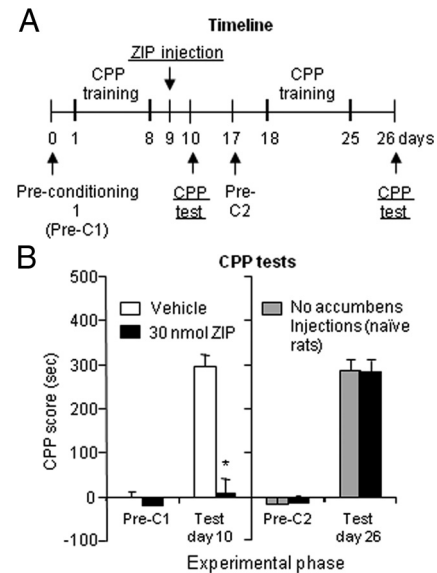 A
Timeline
ZIP injection
CPP training
CPP training
0 1 8 9 10 17 18 25 26 days
Pre-conditioning 1 (Pre-C1)
CPP test
Pre-C2
CPP test
B
CPP tests
CPP score (sec)
500
400
300
200
100
0
-100
Vehicle
30 nmol ZIP
No accumbens
Injections (naïve
rats)
*
Pre-C1
Test
day 10
Pre-C2
Test
day 26
Experimental phase